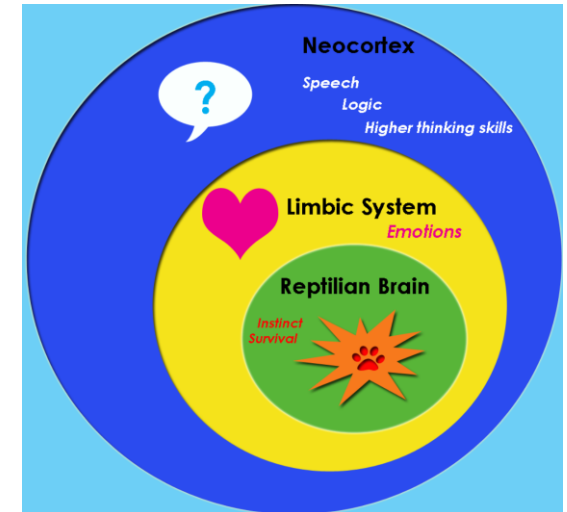 Neocortex
Speech
Logic
Higher thinking skills
?
Limbic System
Emotions
Reptilian Brain
Instinct
Survival